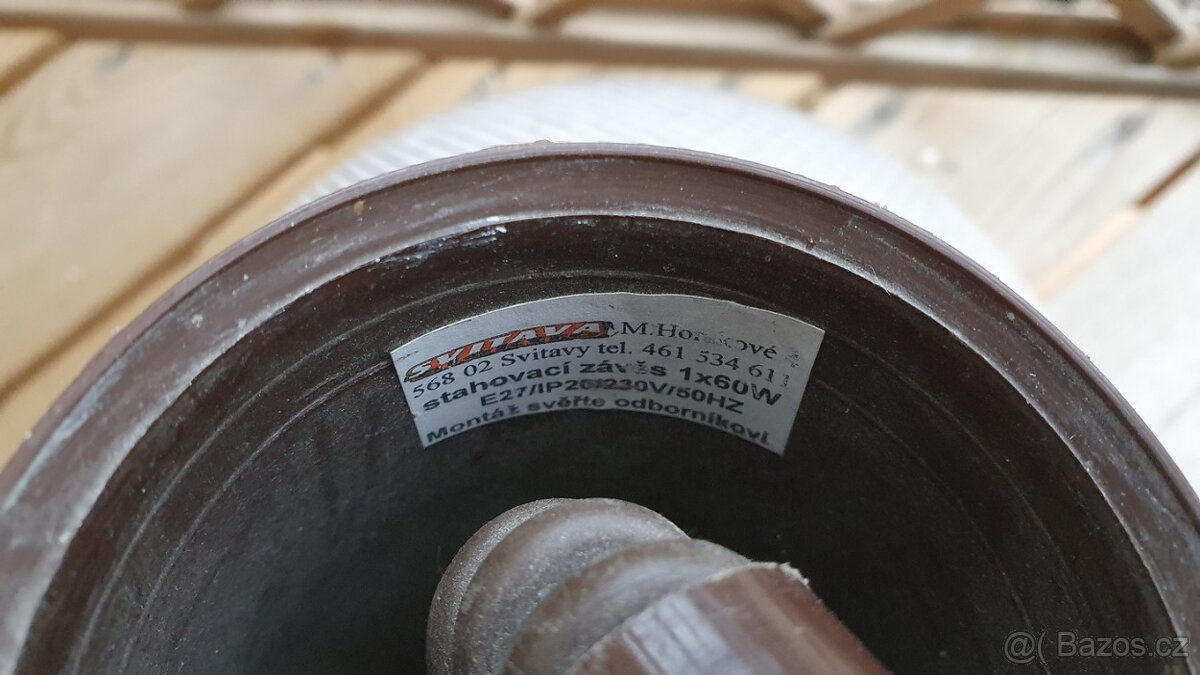 SVITAVA M.Horákové
568 02 Svitavy tel. 461 534 611
stahovací závěs 1x60W
E27/IP20/230V/50HZ
Montáž svěřte odborníkovi.
@( Bazos.cz